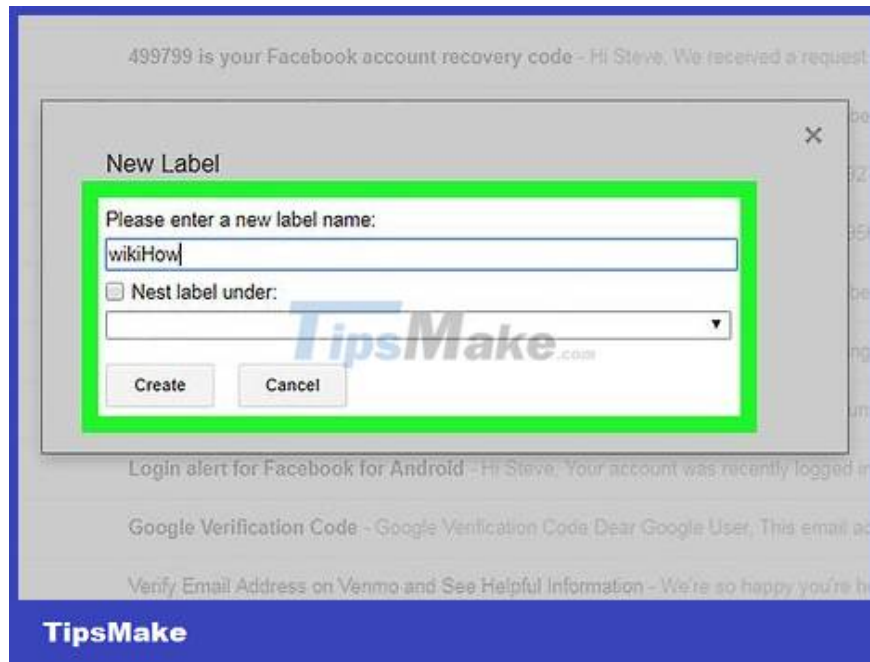 499799 is your Facebook account recovery code - Hi Steve, We received a request
×
New Label
Please enter a new label name:
wikiHow
Nest label under:
TipsMake.com
Create Cancel
Login alert for Facebook for Android - Hi Steve, Your account was recently logged in
Google Verification Code - Google Verification Code Dear Google User, This email
Verify Email Address on Venmo and See Helpful Information - We're so happy you're
TipsMake